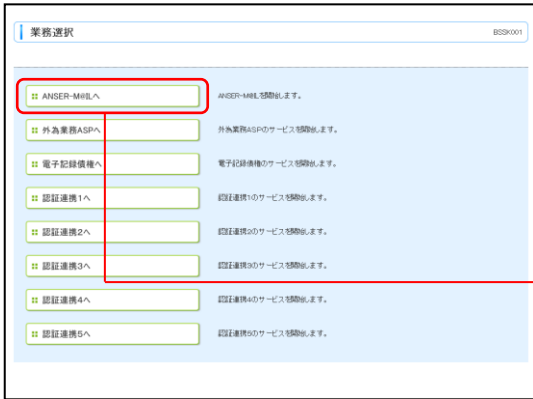 業務選択
BSSK001
ANSER-M@ILへ
ANSER-M@ILを開始します。
外為業務ASPへ
外為業務ASPのサービスを開始します。
電子記録債権へ
電子記録債権のサービスを開始します。
認証連携1へ
認証連携1のサービスを開始します。
認証連携2へ
認証連携2のサービスを開始します。
認証連携3へ
認証連携3のサービスを開始します。
認証連携4へ
認証連携4のサービスを開始します。
認証連携5へ
認証連携5のサービスを開始します。